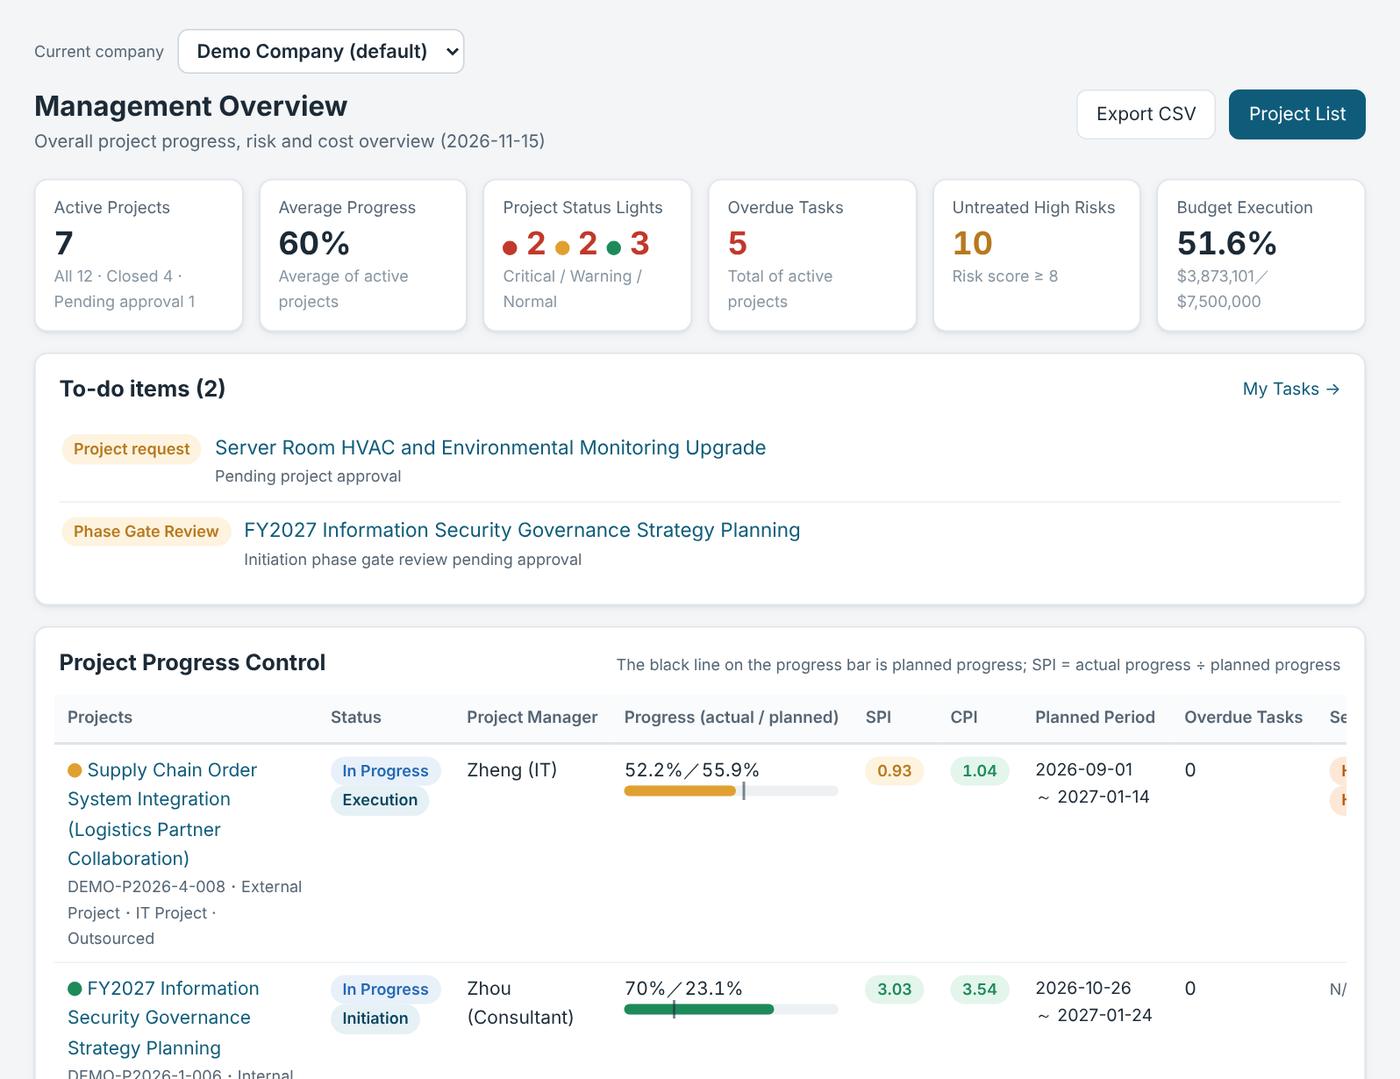 Current company
Demo Company (default)
Management Overview
Overall project progress, risk and cost overview (2026-11-15)
Export CSV
Project List
Active Projects
7
All 12 · Closed 4 ·
Pending approval 1
Average Progress
60%
Average of active
projects
Project Status Lights
2 2 3
Critical / Warning /
Normal
Overdue Tasks
5
Total of active
projects
Untreated High Risks
10
Risk score ≥ 8
Budget Execution
51.6%
$3,873,101／
$7,500,000
To-do items (2)
My Tasks →
Project request
Server Room HVAC and Environmental Monitoring Upgrade
Pending project approval
Phase Gate Review
FY2027 Information Security Governance Strategy Planning
Initiation phase gate review pending approval
Project Progress Control
The black line on the progress bar is planned progress; SPI = actual progress ÷ planned progress
Projects Status Project Manager Progress (actual / planned) SPI CPI Planned Period Overdue Tasks
Supply Chain Order
System Integration
(Logistics Partner
Collaboration)
DEMO-P2026-4-008 · External
Project · IT Project ·
Outsourced
In Progress
Execution
Zheng (IT)
52.2%／55.9%
0.93
1.04
2026-09-01
～ 2027-01-14
0
FY2027 Information
Security Governance
Strategy Planning
DEMO-P2026-1-006 · Internal
In Progress
Initiation
Zhou
(Consultant)
70%／23.1%
3.03
3.54
2026-10-26
～ 2027-01-24
0